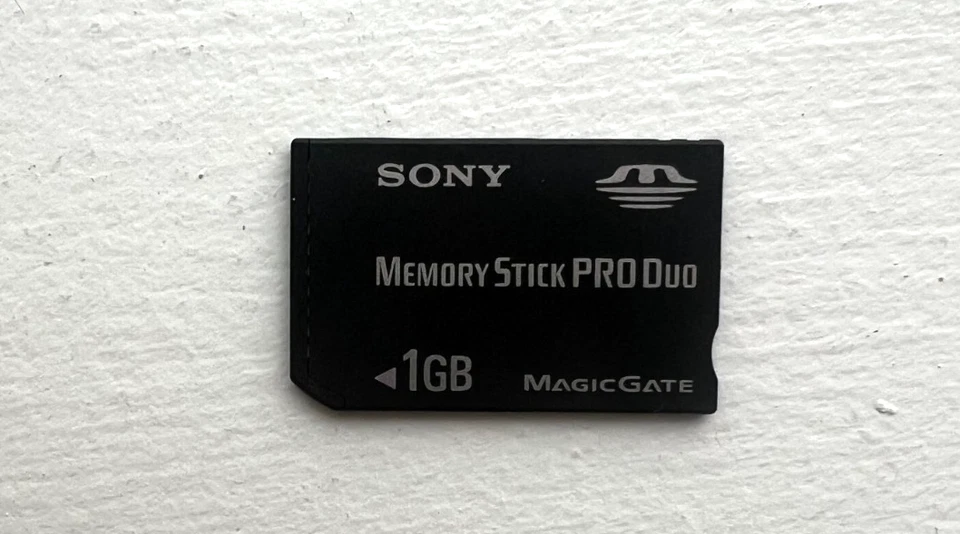 SONY
MEMORY STICK PRO DUO
1GB
MAGICGATE